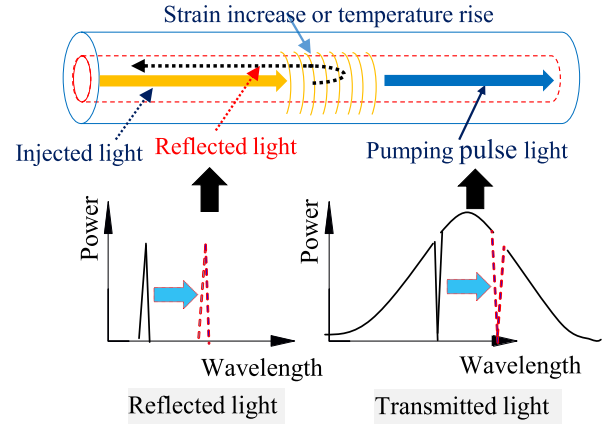 Strain increase or temperature rise
Injected light
Reflected light
Pumping pulse light
Power
Wavelength
Reflected light
Power
Wavelength
Transmitted light